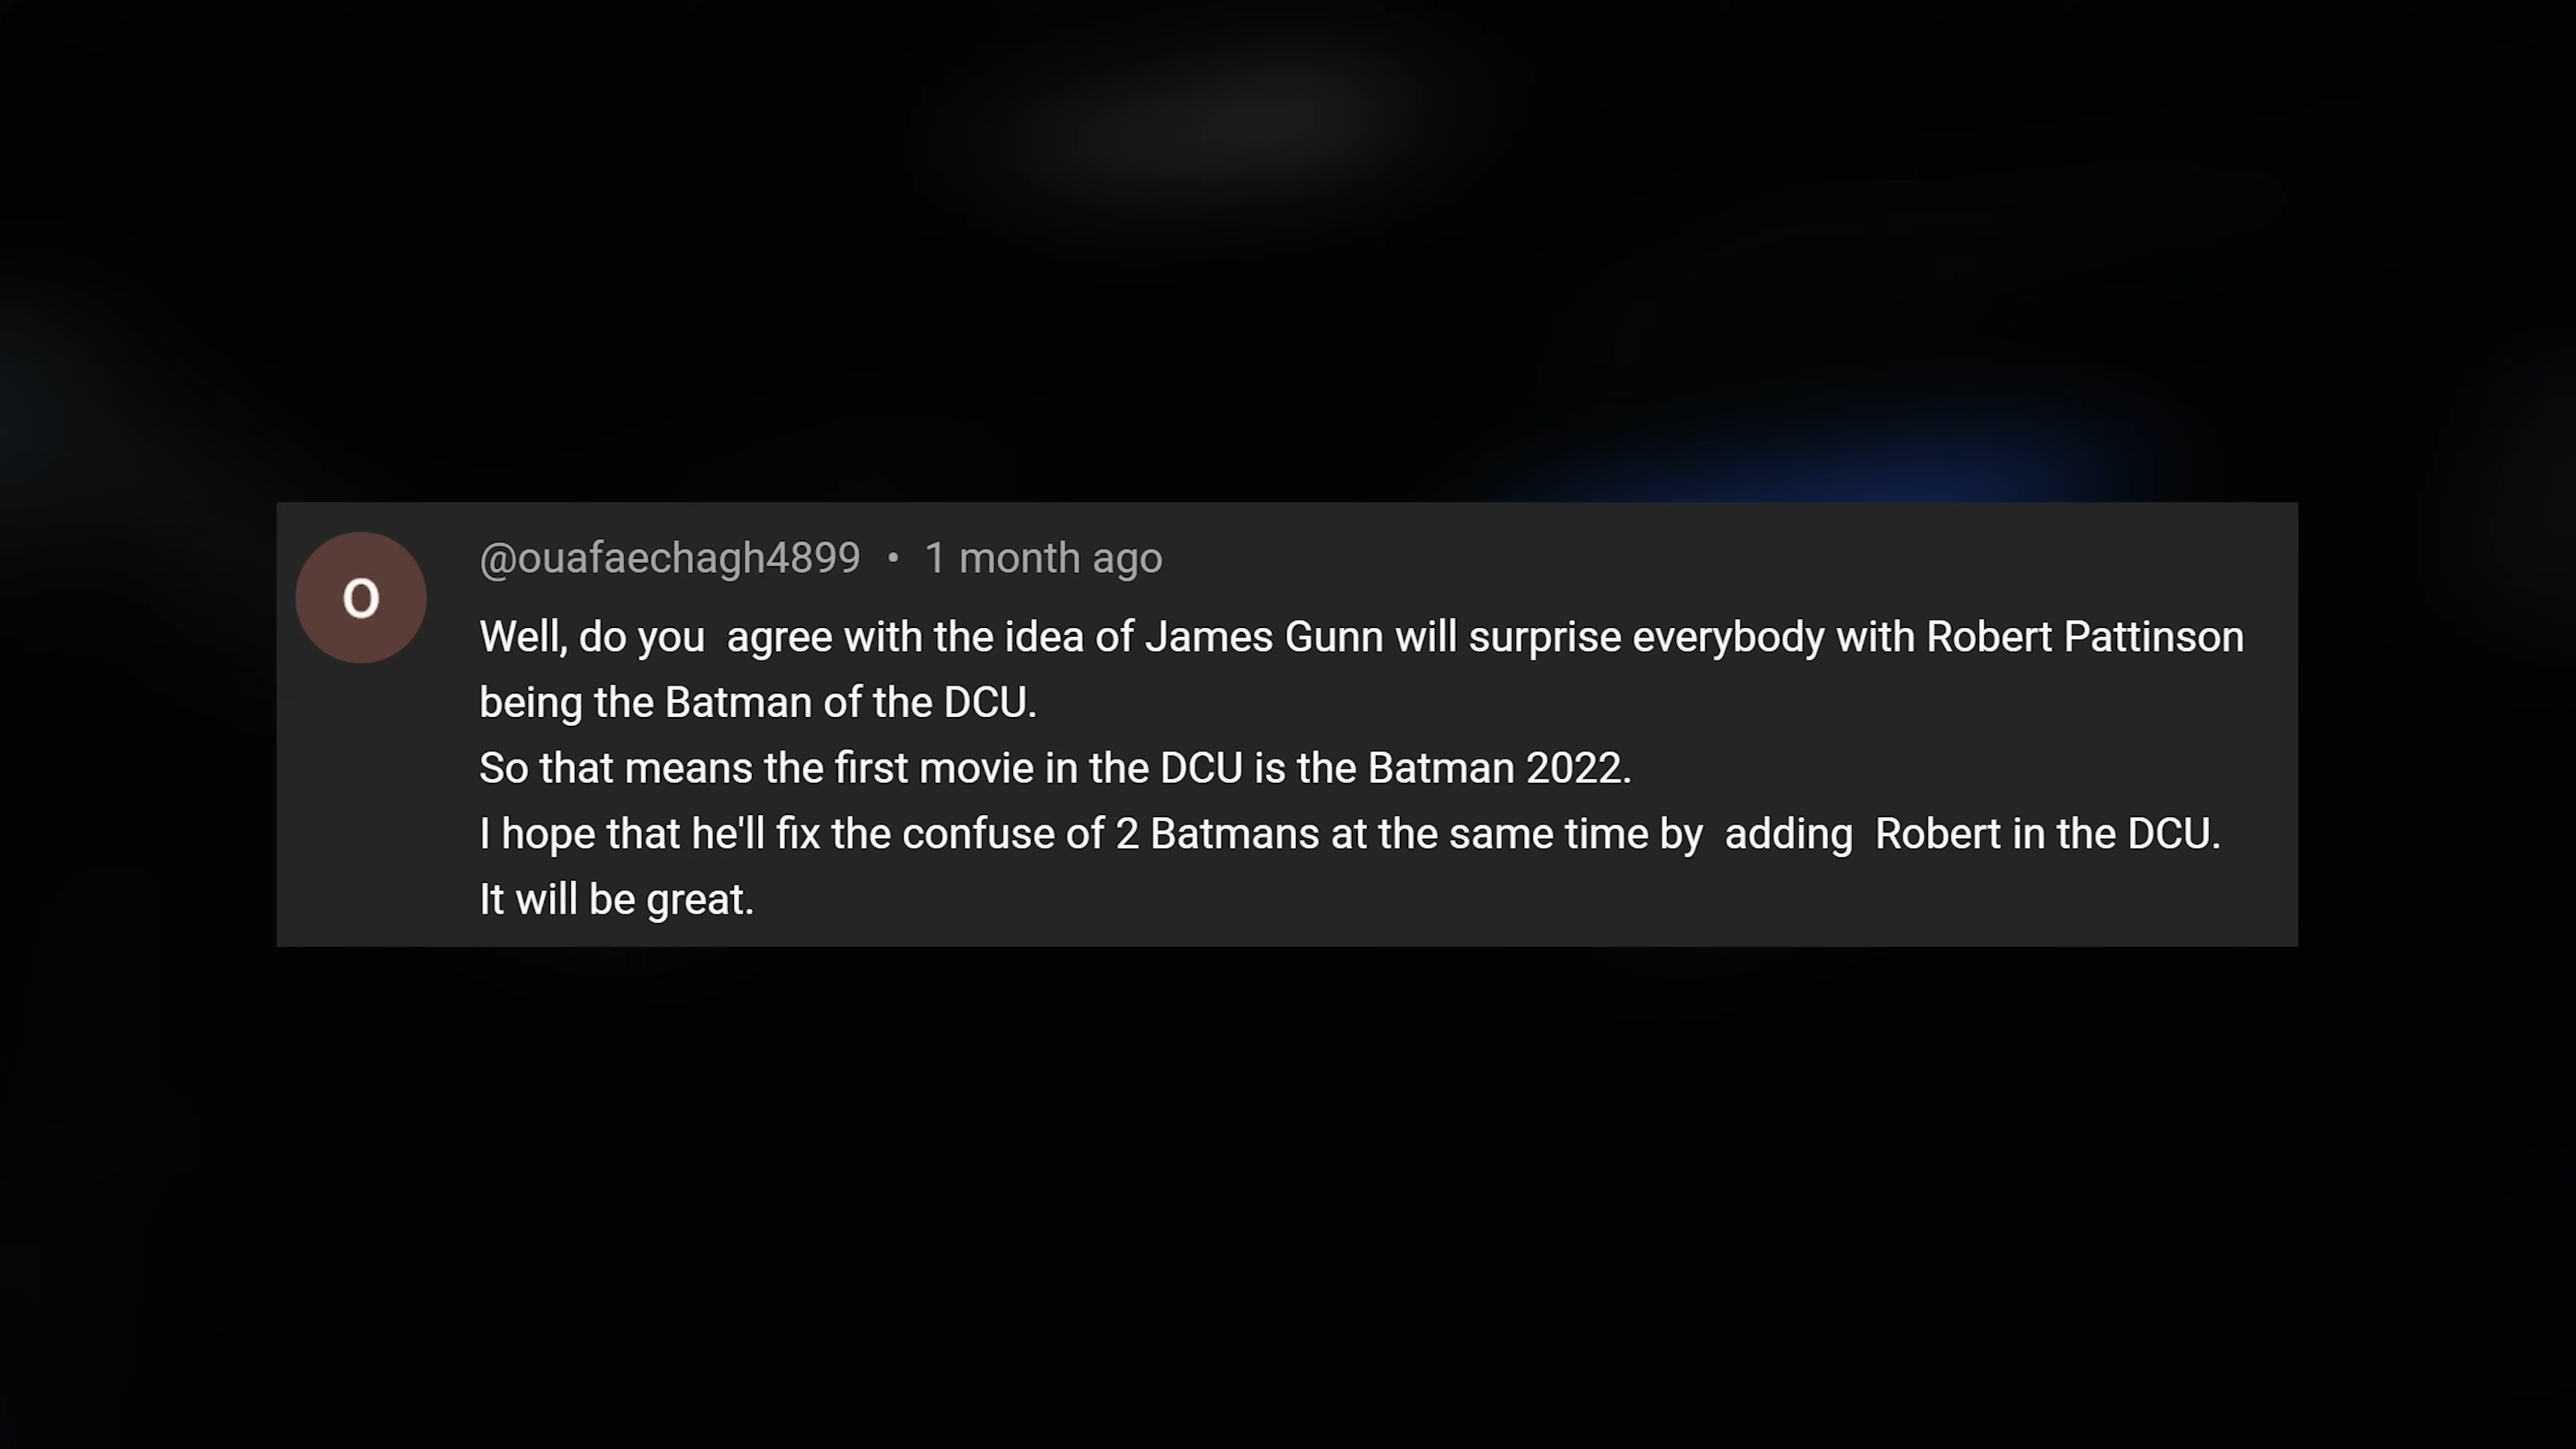 O
@ouafaechagh4899 • 1 month ago
Well, do you  agree with the idea of James Gunn will surprise everybody with Robert Pattinson
being the Batman of the DCU.
So that means the first movie in the DCU is the Batman 2022.
I hope that he'll fix the confuse of 2 Batmans at the same time by  adding  Robert in the DCU.
It will be great.